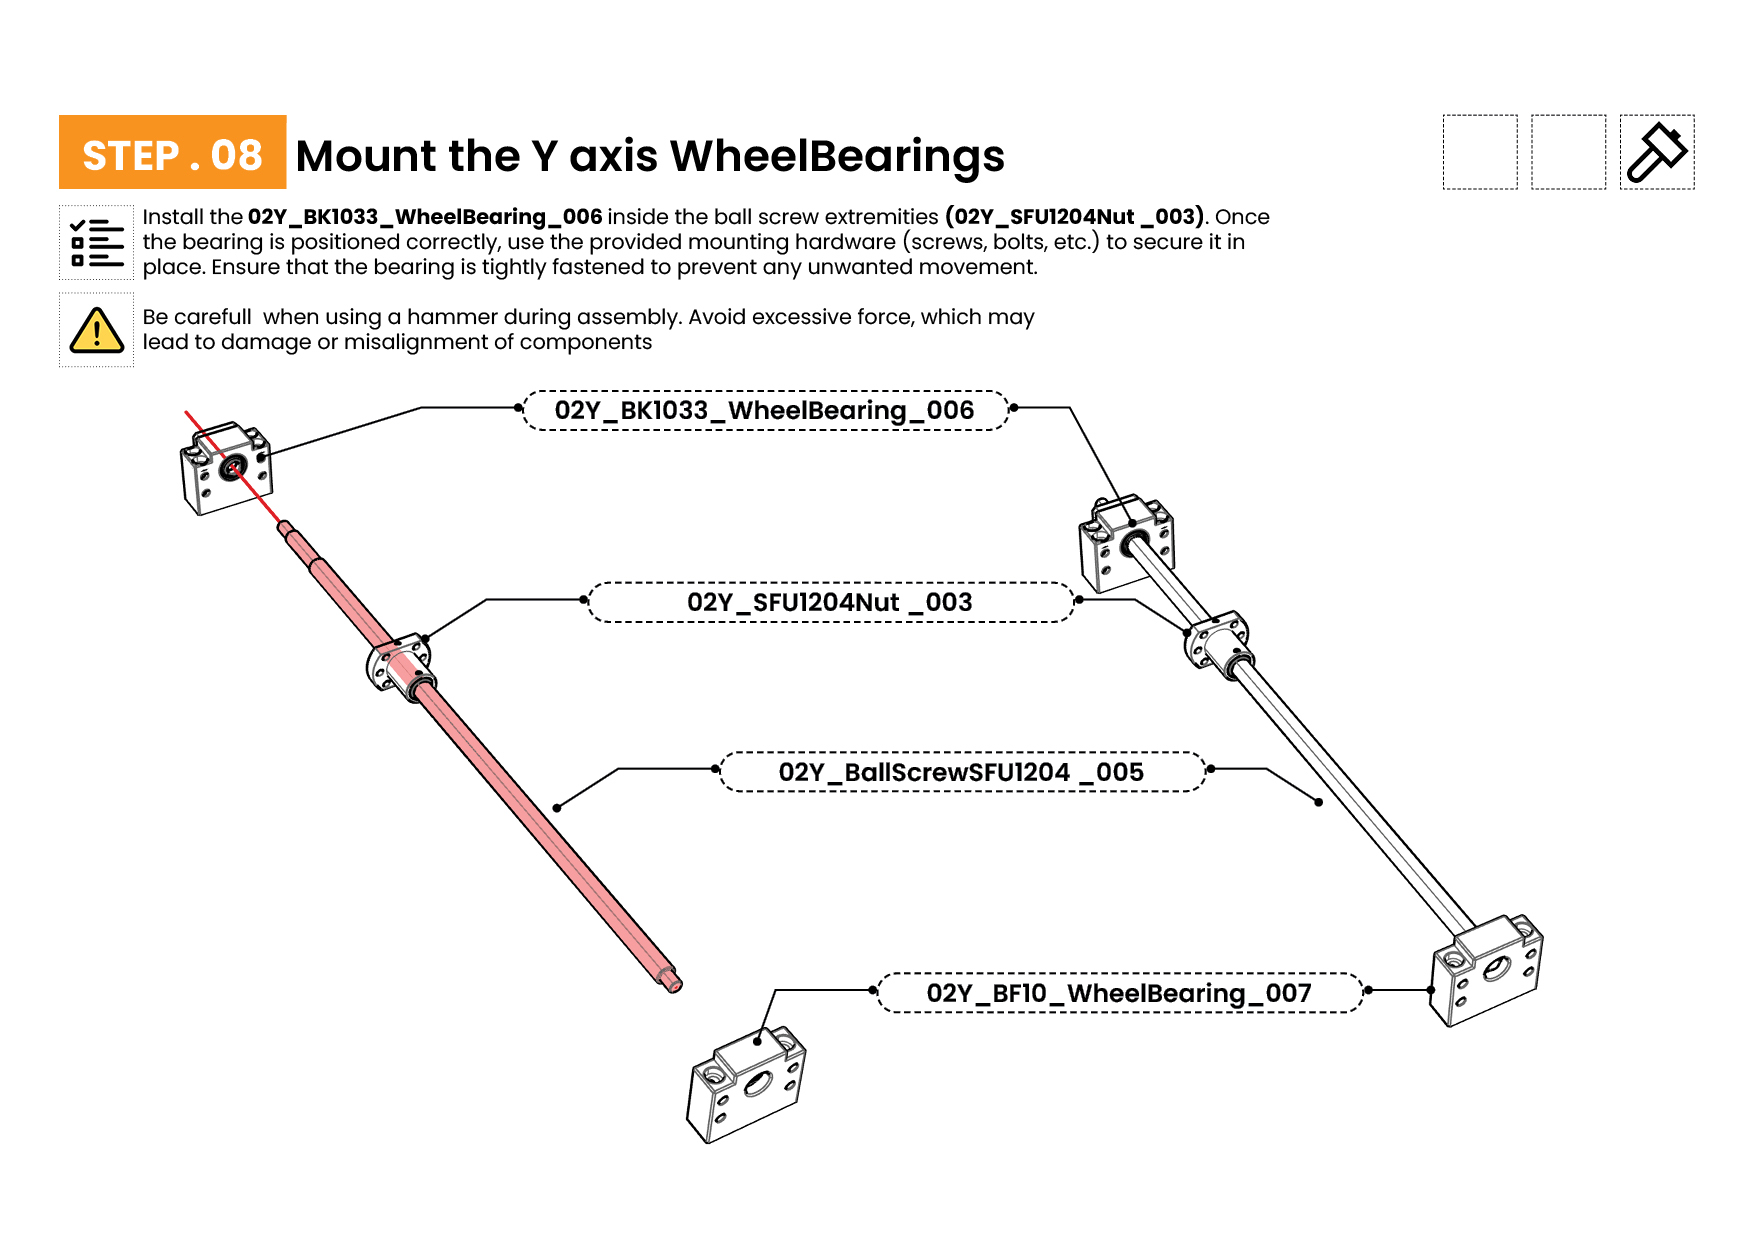 STEP . 08 Mount the Y axis WheelBearings
Install the 02Y_BK1033_WheelBearing_006 inside the ball screw extremities (02Y_SFU1204Nut _003). Once
the bearing is positioned correctly, use the provided mounting hardware (screws, bolts, etc.) to secure it in
place. Ensure that the bearing is tightly fastened to prevent any unwanted movement.
Be carefull  when using a hammer during assembly. Avoid excessive force, which may
lead to damage or misalignment of components
02Y_BK1033_WheelBearing_006
02Y_SFU1204Nut _003
02Y_BallScrewSFU1204 _005
02Y_BF10_WheelBearing_007